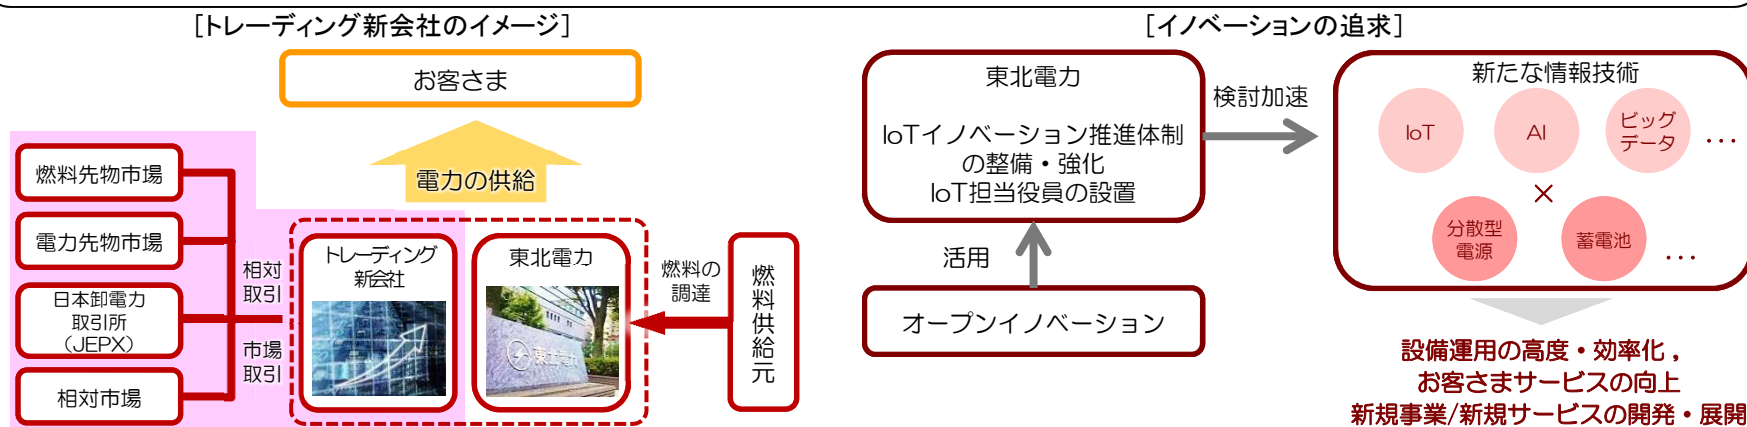 [トレーディング新会社のイメージ]
お客さま
電力の供給
燃料先物市場
電力先物市場
日本卸電力
取引所
（JEPX）
相対市場
相対
取引
市場
取引
トレーディング
新会社
東北電力
燃料の
調達
燃料供給元
[イノベーションの追求]
東北電力
IoTイノベーション推進体制
の整備・強化
IoT担当役員の設置
検討加速
活用
オープンイノベーション
新たな情報技術
IoT
AI
ビッグ
データ
...
×
分散型
電源
蓄電池
...
設備運用の高度・効率化，
お客さまサービスの向上
新規事業/新規サービスの開発・展開